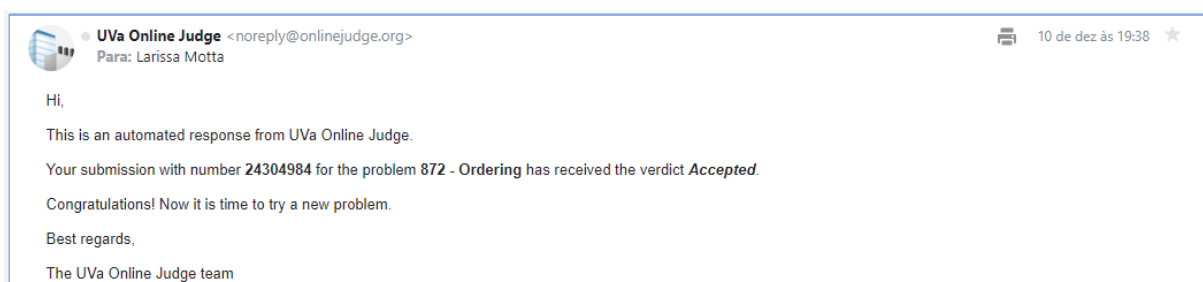 UVa Online Judge <noreply@onlinejudge.org> 10 de dez às 19:38
Para: Larissa Motta
Hi,
This is an automated response from UVa Online Judge.
Your submission with number 24304984 for the problem 872 - Ordering has received the verdict Accepted.
Congratulations! Now it is time to try a new problem.
Best regards,
The UVa Online Judge team